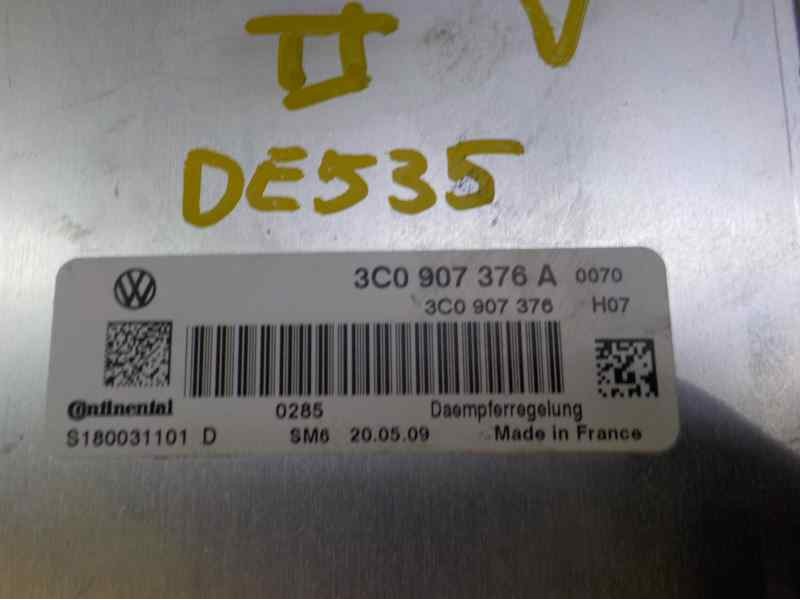 V
DE535
3C0 907 376 A 0070
3C0 907 376 H07
Continental 0285 Daempferregelung
S180031101 D SM6 20.05.09 Made in France